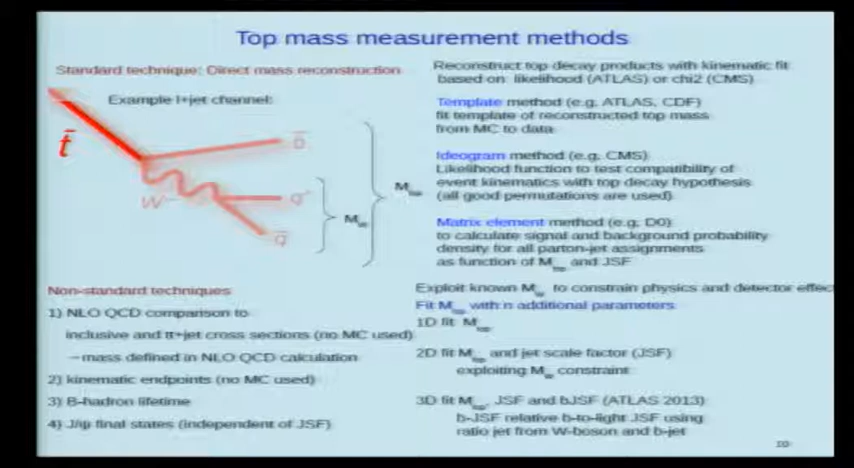 Top mass measurement methods
Standard technique: Direct mass reconstruction
Example l+jet channel:
t̄
b̄
W⁻
q'
q̄
M_W
M_top
Non-standard techniques
1) NLO QCD comparison to
inclusive and tt+jet cross sections (no MC used)
→mass defined in NLO QCD calculation
2) kinematic endpoints (no MC used)
3) B-hadron lifetime
4) J/ψ final states (independent of JSF)
Reconstruct top decay products with kinematic fit
based on likelihood (ATLAS) or chi2 (CMS)
Template method (e.g. ATLAS, CDF)
fit template of reconstructed top mass
from MC to data
Ideogram method (e.g. CMS)
Likelihood function to test compatibility of
event kinematics with top decay hypothesis
(all good permutations are used)
Matrix element method (e.g. D0)
to calculate signal and background probability
density for all parton-jet assignments
as function of M_top and JSF
Exploit known M_W to constrain physics and detector effec
Fit M_top with n additional parameters
1D fit M_top
2D fit M_top and jet scale factor (JSF)
exploiting M_W constraint
3D fit M_top, JSF and bJSF (ATLAS 2013)
b-JSF relative b-to-light JSF using
ratio jet from W-boson and b-jet